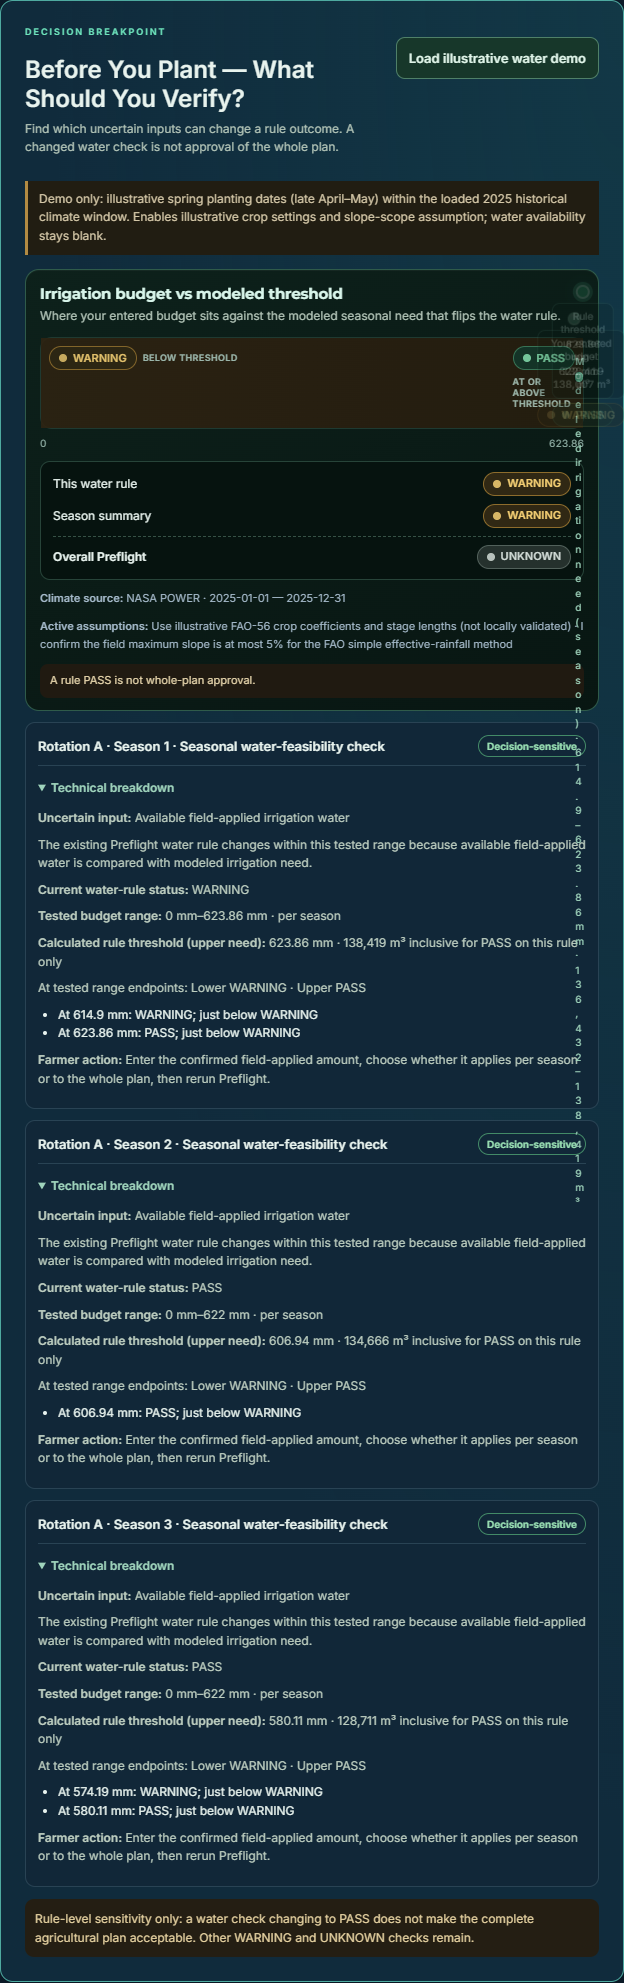 DECISION BREAKPOINT
Before You Plant — What
Should You Verify?
Load illustrative water demo
Find which uncertain inputs can change a rule outcome. A
changed water check is not approval of the whole plan.
Demo only: illustrative spring planting dates (late April–May) within the loaded 2025 historical
climate window. Enables illustrative crop settings and slope-scope assumption; water availability
stays blank.
Irrigation budget vs modeled threshold
Where your entered budget sits against the modeled seasonal need that flips the water rule.
WARNING BELOW THRESHOLD
PASS
AT OR
ABOVE
THRESHOLD
Rule
threshold
0
623.86
Modeled irrigation need (season) · 614.9–623.86 mm · 136,432–138,419 m³
This water rule WARNING
Season summary WARNING
Overall Preflight UNKNOWN
Climate source: NASA POWER · 2025-01-01 — 2025-12-31
Active assumptions: Use illustrative FAO-56 crop coefficients and stage lengths (not locally validated) · I
confirm the field maximum slope is at most 5% for the FAO simple effective-rainfall method
A rule PASS is not whole-plan approval.
Rotation A · Season 1 · Seasonal water-feasibility check Decision-sensitive
▼ Technical breakdown
Uncertain input: Available field-applied irrigation water
The existing Preflight water rule changes within this tested range because available field-applied
water is compared with modeled irrigation need.
Current water-rule status: WARNING
Tested budget range: 0 mm–623.86 mm · per season
Calculated rule threshold (upper need): 623.86 mm · 138,419 m³ inclusive for PASS on this rule
only
At tested range endpoints: Lower WARNING · Upper PASS
• At 614.9 mm: WARNING; just below WARNING
• At 623.86 mm: PASS; just below WARNING
Farmer action: Enter the confirmed field-applied amount, choose whether it applies per season
or to the whole plan, then rerun Preflight.
Rotation A · Season 2 · Seasonal water-feasibility check Decision-sensitive
▼ Technical breakdown
Uncertain input: Available field-applied irrigation water
The existing Preflight water rule changes within this tested range because available field-applied
water is compared with modeled irrigation need.
Current water-rule status: PASS
Tested budget range: 0 mm–622 mm · per season
Calculated rule threshold (upper need): 606.94 mm · 134,666 m³ inclusive for PASS on this rule
only
At tested range endpoints: Lower WARNING · Upper PASS
• At 606.94 mm: PASS; just below WARNING
Farmer action: Enter the confirmed field-applied amount, choose whether it applies per season
or to the whole plan, then rerun Preflight.
Rotation A · Season 3 · Seasonal water-feasibility check Decision-sensitive
▼ Technical breakdown
Uncertain input: Available field-applied irrigation water
The existing Preflight water rule changes within this tested range because available field-applied
water is compared with modeled irrigation need.
Current water-rule status: PASS
Tested budget range: 0 mm–622 mm · per season
Calculated rule threshold (upper need): 580.11 mm · 128,711 m³ inclusive for PASS on this rule
only
At tested range endpoints: Lower WARNING · Upper PASS
• At 574.19 mm: WARNING; just below WARNING
• At 580.11 mm: PASS; just below WARNING
Farmer action: Enter the confirmed field-applied amount, choose whether it applies per season
or to the whole plan, then rerun Preflight.
Rule-level sensitivity only: a water check changing to PASS does not make the complete
agricultural plan acceptable. Other WARNING and UNKNOWN checks remain.